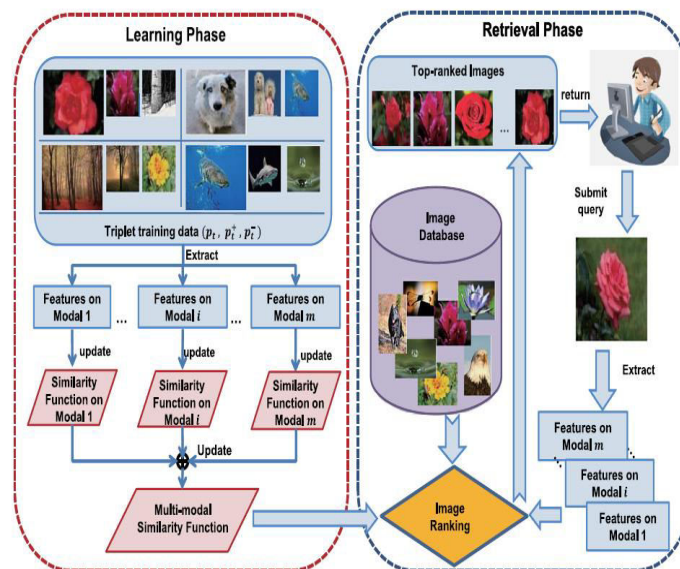 Learning Phase
Triplet training data (pₜ, pₜ⁺, pₜ⁻)
Extract
Features on
Modal 1
...
Features on
Modal i
...
Features on
Modal m
update
update
update
Similarity
Function on
Modal 1
Similarity
Function on
Modal i
Similarity
Function on
Modal m
Update
Multi-modal
Similarity Function
Retrieval Phase
Top-ranked Images
...
return
Submit
query
Image
Database
Extract
Features on
Modal m
Features on
Modal i
Features on
Modal 1
Image
Ranking